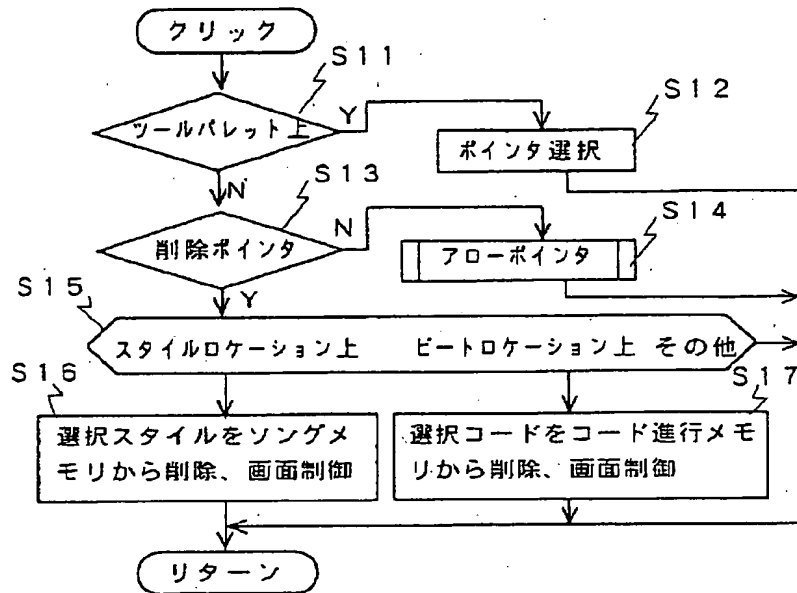 クリック
S11
ツールパレット上
Y
S12
ポインタ選択
N
S13
削除ポインタ
N
S14
アローポインタ
Y
S15
スタイルロケーション上 ビートロケーション上 その他
S16
S17
選択スタイルをソングメ
モリから削除、画面制御
選択コードをコード進行メモ
リから削除、画面制御
リターン